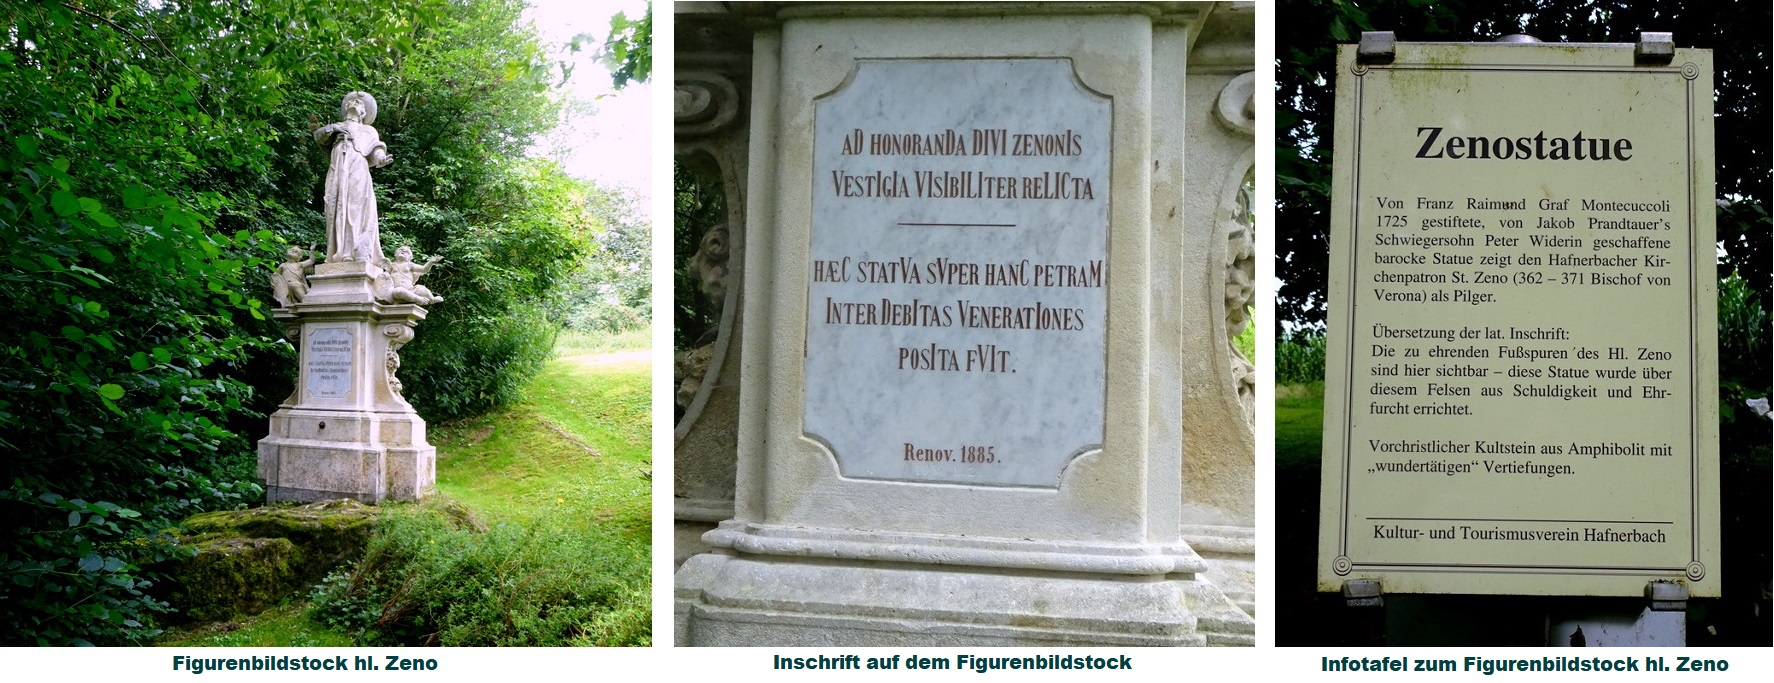 AD HONORANDA DIVI ZENONIS
VESTIGIA VISIBILITER RELICTA
HÆC STATVA SVPER HANC PETRAM
INTER DEBITAS VENERATIONES
POSITA FVIT.
Renov. 1885.
Zenostatue
Von Franz Raimund Graf Montecuccoli
1725 gestiftete, von Jakob Prandtauer's
Schwiegersohn Peter Widerin geschaffene
barocke Statue zeigt den Hafnerbacher Kir-
chenpatron St. Zeno (362 – 371 Bischof von
Verona) als Pilger.
Übersetzung der lat. Inschrift:
Die zu ehrenden Fußspuren des Hl. Zeno
sind hier sichtbar – diese Statue wurde über
diesem Felsen aus Schuldigkeit und Ehr-
furcht errichtet.
Vorchristlicher Kultstein aus Amphibolit mit
„wundertätigen“ Vertiefungen.
Kultur- und Tourismusverein Hafnerbach
Figurenbildstock hl. Zeno
Inschrift auf dem Figurenbildstock
Infotafel zum Figurenbildstock hl. Zeno